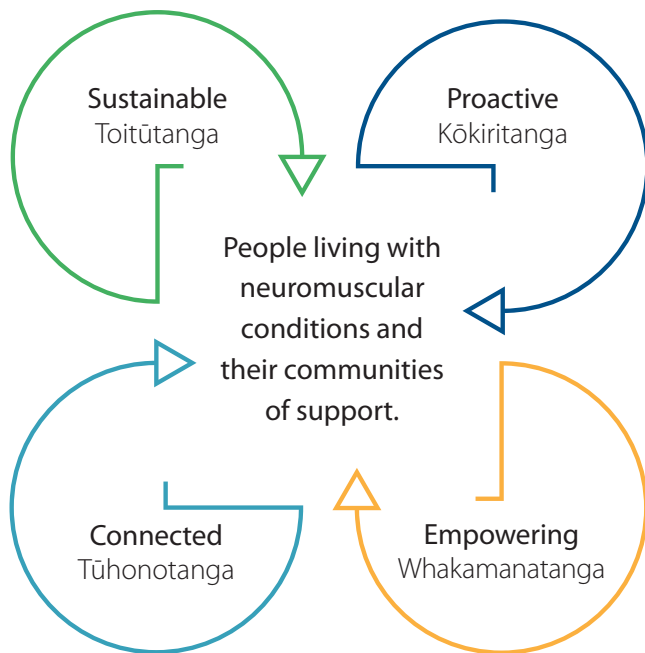 Sustainable
Toitūtanga
Proactive
Kōkiritanga
People living with
neuromuscular
conditions and
their communities
of support.
Connected
Tūhonotanga
Empowering
Whakamanatanga